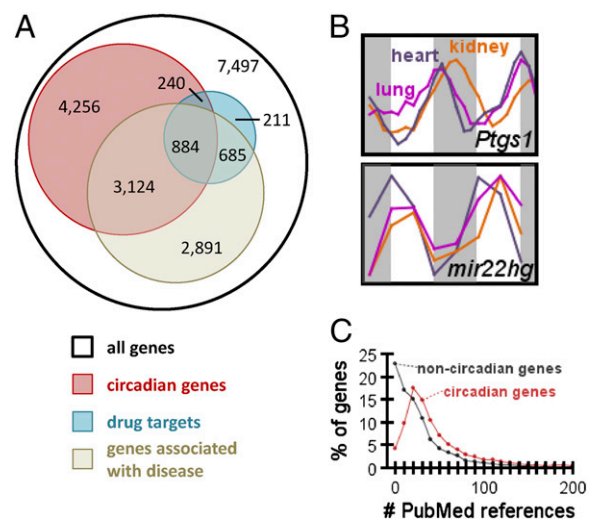 A
7,497
240
4,256
211
884
685
3,124
2,891
all genes
circadian genes
drug targets
genes associated
with disease
B
heart
kidney
lung
Ptgs1
mir22hg
C
% of genes
25
20
15
10
5
0
non-circadian genes
circadian genes
0
100
200
# PubMed references